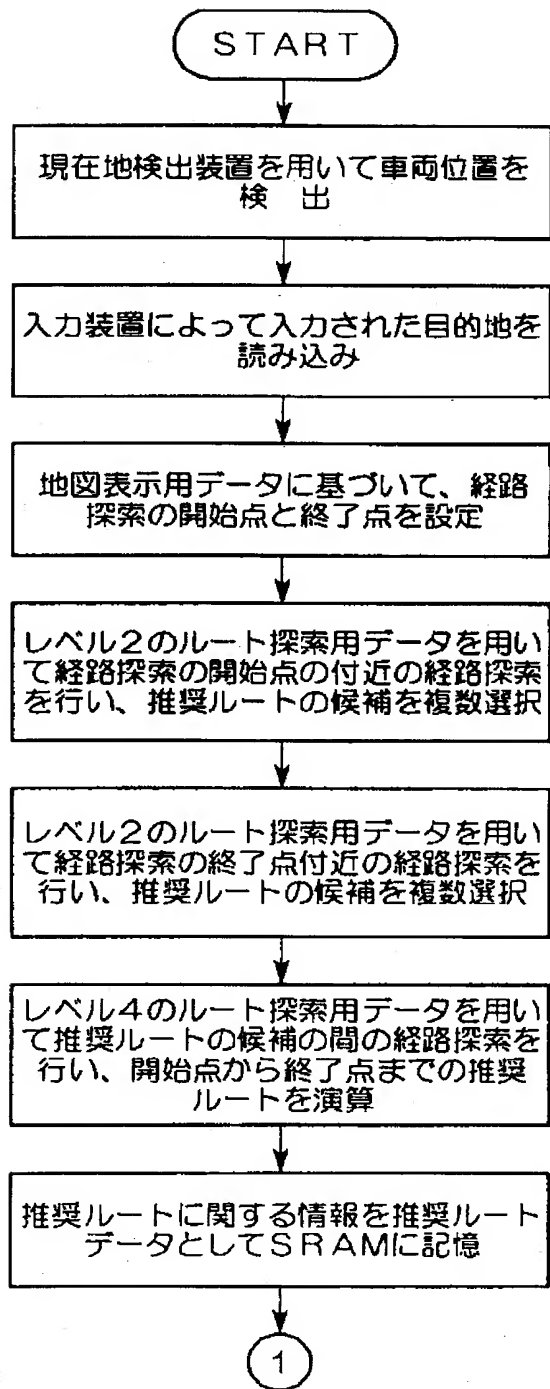 START
現在地検出装置を用いて車両位置を
検 出
入力装置によって入力された目的地を
読み込み
地図表示用データに基づいて、経路
探索の開始点と終了点を設定
レベル2のルート探索用データを用い
て経路探索の開始点の付近の経路探索
を行い、推奨ルートの候補を複数選択
レベル2のルート探索用データを用い
て経路探索の終了点付近の経路探索を
行い、推奨ルートの候補を複数選択
レベル4のルート探索用データを用い
て推奨ルートの候補の間の経路探索を
行い、開始点から終了点までの推奨
ルートを演算
推奨ルートに関する情報を推奨ルート
データとしてSRAMに記憶
1